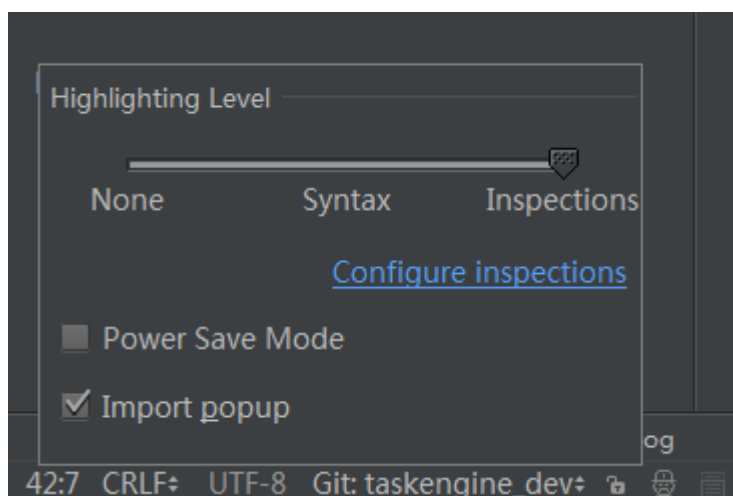 Highlighting Level
None Syntax Inspections
Configure inspections
Power Save Mode
Import popup
og
42:7 CRLF UTF-8 Git: taskengine_dev